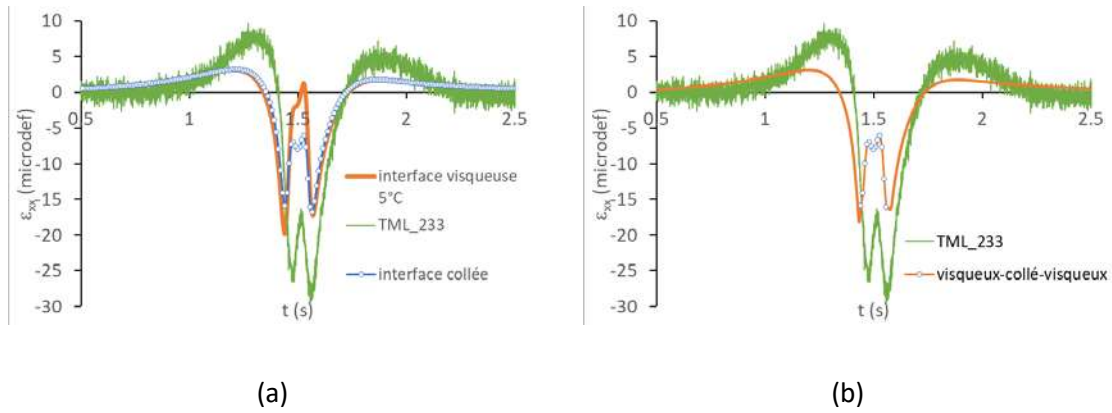 10
5
0
-5
-10
-15
-20
-25
-30
0.5
1
1.5
2
2.5
εxx (microdef)
t (s)
interface visqueuse
5°C
TML_233
interface collée
(a)
10
5
0
-5
-10
-15
-20
-25
-30
0.5
1
1.5
2
2.5
εxx (microdef)
t (s)
TML_233
visqueux-collé-visqueux
(b)